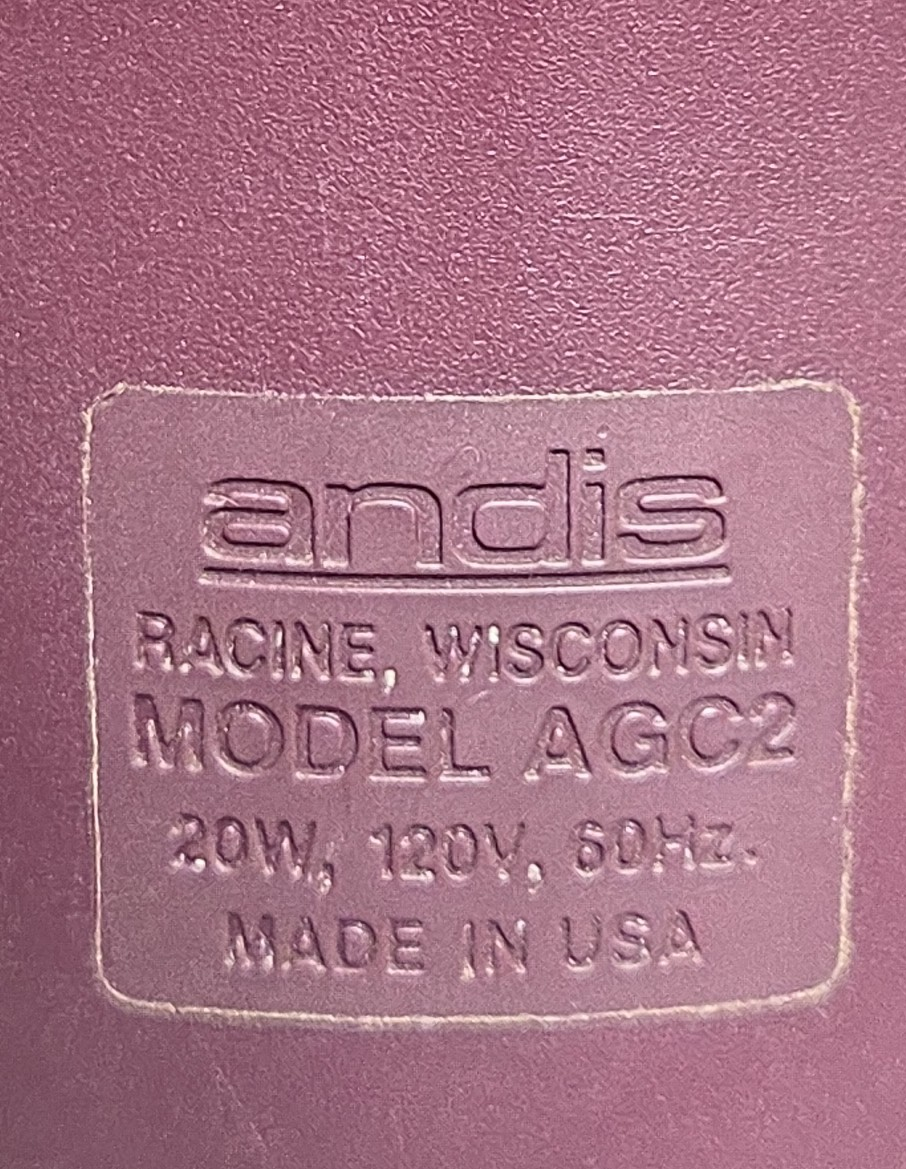 andis
RACINE, WISCONSIN
MODEL AGC2
20W, 120V, 60Hz.
MADE IN USA